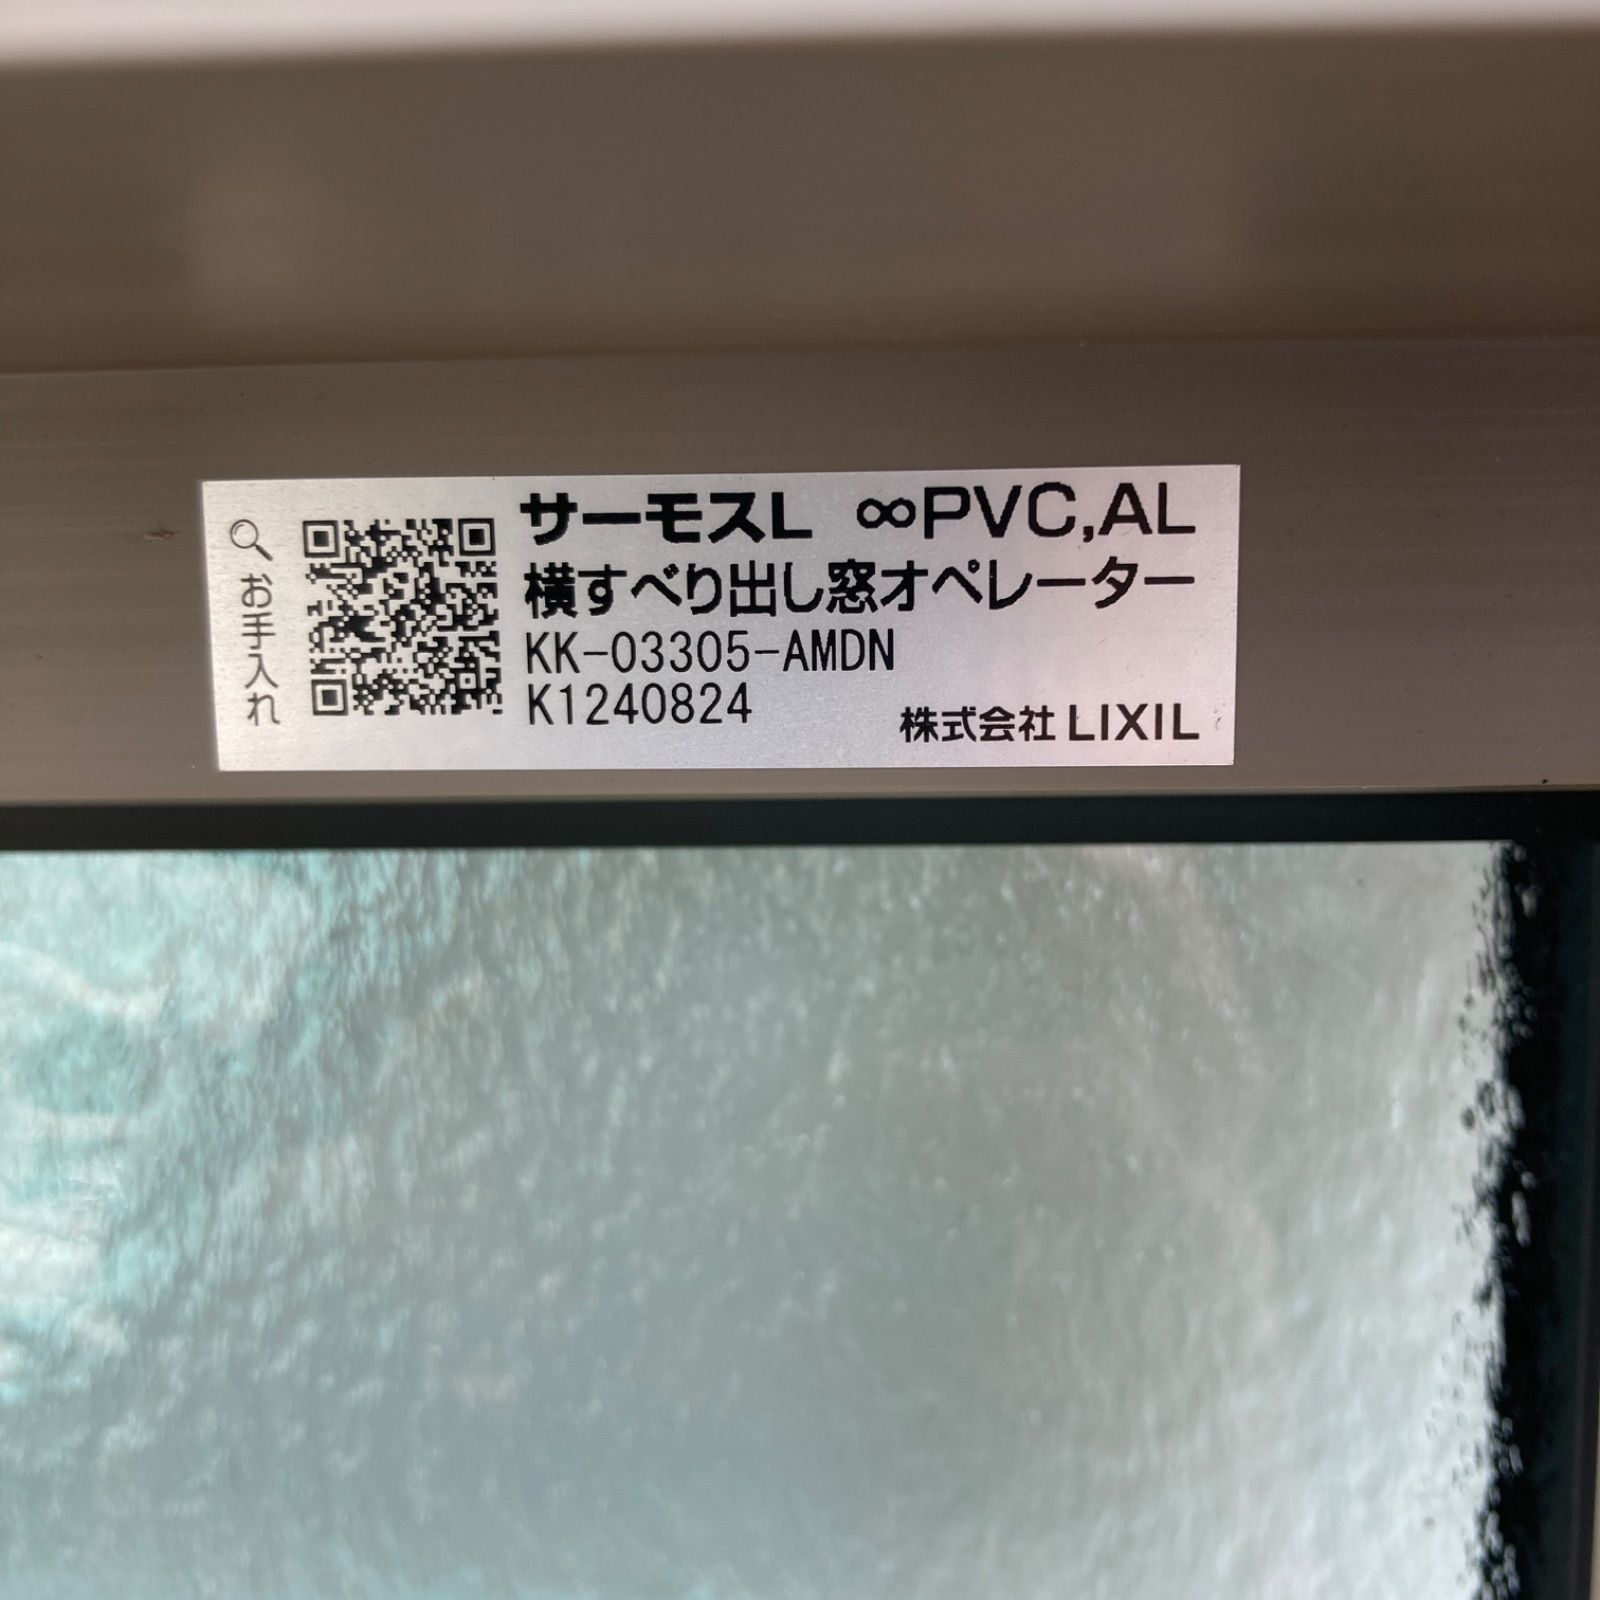 お手入れ
サーモスL ∞PVC,AL
横すべり出し窓オペレーター
KK-03305-AMDN
K1240824
株式会社 LIXIL